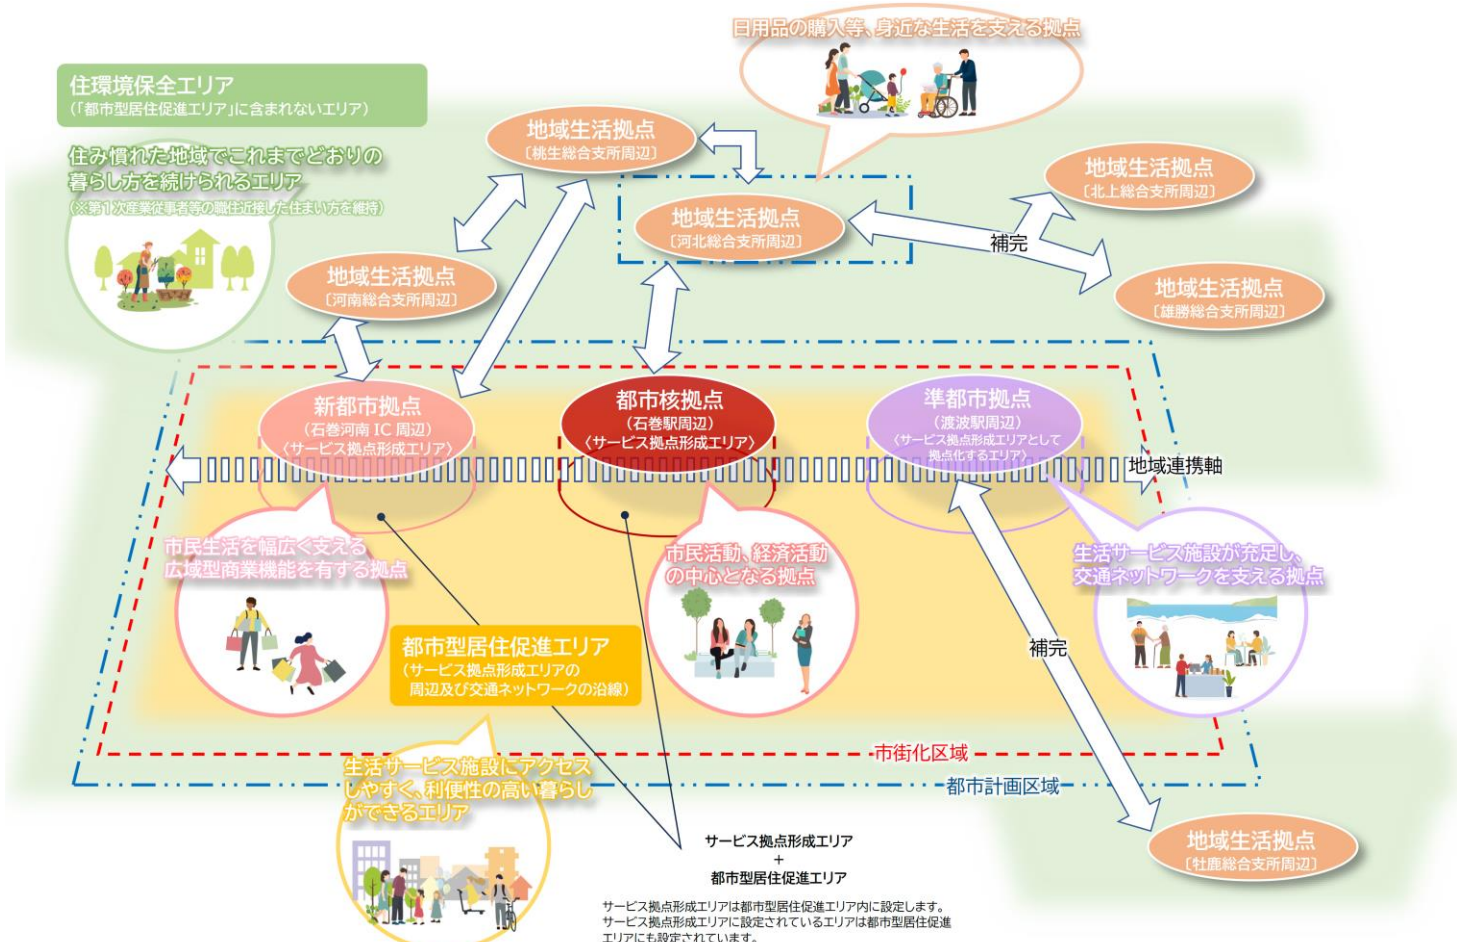 日用品の購入等、身近な生活を支える拠点
住環境保全エリア
(「都市型居住促進エリア」に含まれないエリア)
住み慣れた地域でこれまでどおりの
暮らし方を続けられるエリア
(※第1次産業従事者等の職住近接した住まい方を維持)
地域生活拠点
〔桃生総合支所周辺〕
地域生活拠点
〔北上総合支所周辺〕
地域生活拠点
〔河北総合支所周辺〕
補完
地域生活拠点
〔河南総合支所周辺〕
地域生活拠点
〔雄勝総合支所周辺〕
新都市拠点
(石巻河南 IC 周辺)
〈サービス拠点形成エリア〉
都市核拠点
(石巻駅周辺)
〈サービス拠点形成エリア〉
準都市拠点
(渡波駅周辺)
〈サービス拠点形成エリアとして
拠点化するエリア〉
地域連携軸
市民生活を幅広く支える
広域型商業機能を有する拠点
市民活動、経済活動
の中心となる拠点
生活サービス施設が充足し、
交通ネットワークを支える拠点
都市型居住促進エリア
(サービス拠点形成エリアの
周辺及び交通ネットワークの沿線)
補完
市街化区域
都市計画区域
生活サービス施設にアクセス
しやすく、利便性の高い暮らし
ができるエリア
地域生活拠点
〔牡鹿総合支所周辺〕
サービス拠点形成エリア
+
都市型居住促進エリア
サービス拠点形成エリアは都市型居住促進エリア内に設定します。
サービス拠点形成エリアに設定されているエリアは都市型居住促進
エリアにも設定されています。